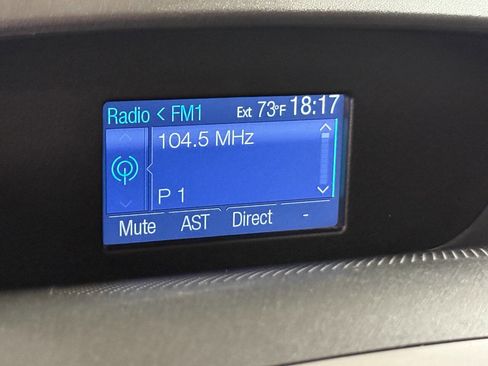 Radio < FM1 Ext 73°F 18:17
104.5 MHz
P 1
Mute AST Direct -